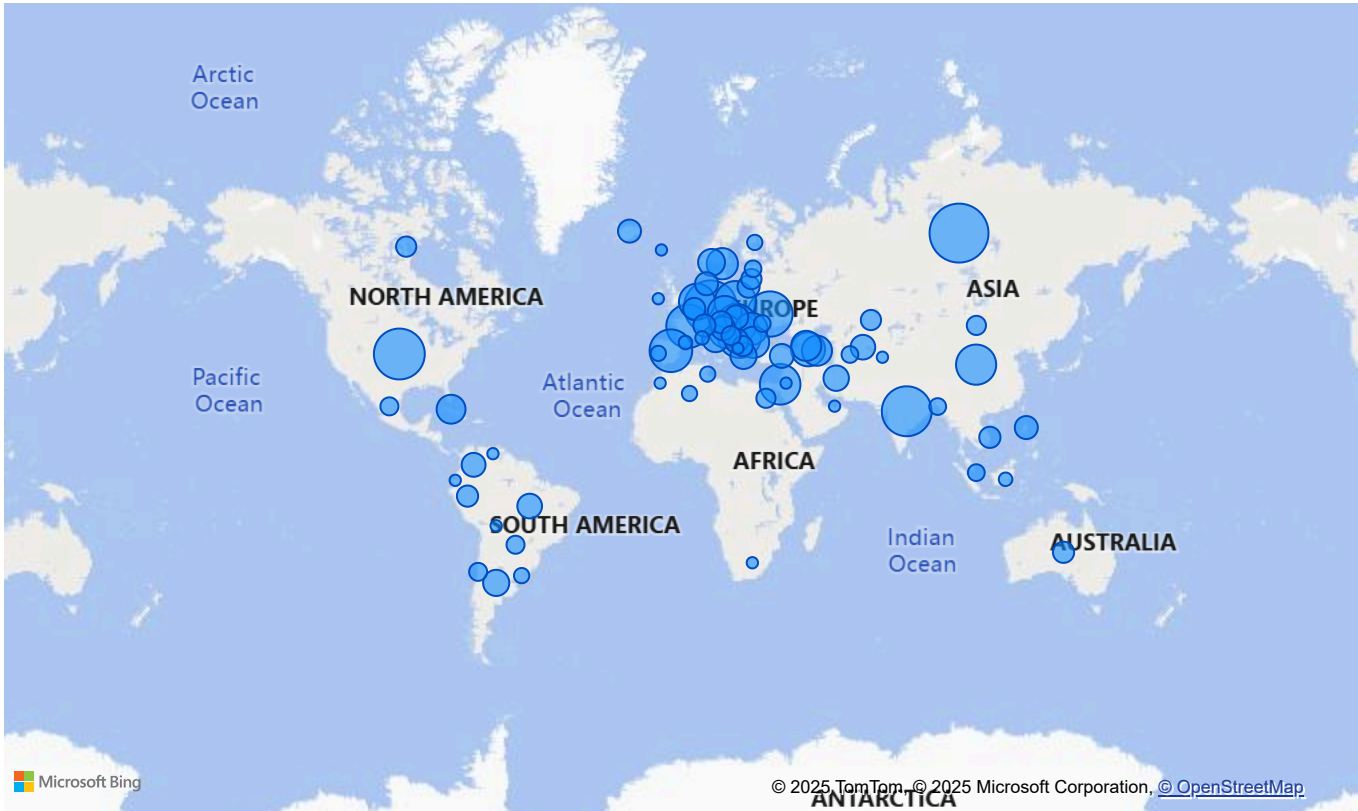 Arctic
Ocean
NORTH AMERICA
ASIA
EUROPE
Pacific
Ocean
Atlantic
Ocean
AFRICA
SOUTH AMERICA
Indian
Ocean
AUSTRALIA
Microsoft Bing
© 2025 TomTom, © 2025 Microsoft Corporation, © OpenStreetMap
ANTARCTICA